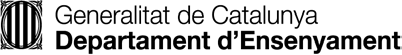 Generalitat de Catalunya
Departament d'Ensenyament